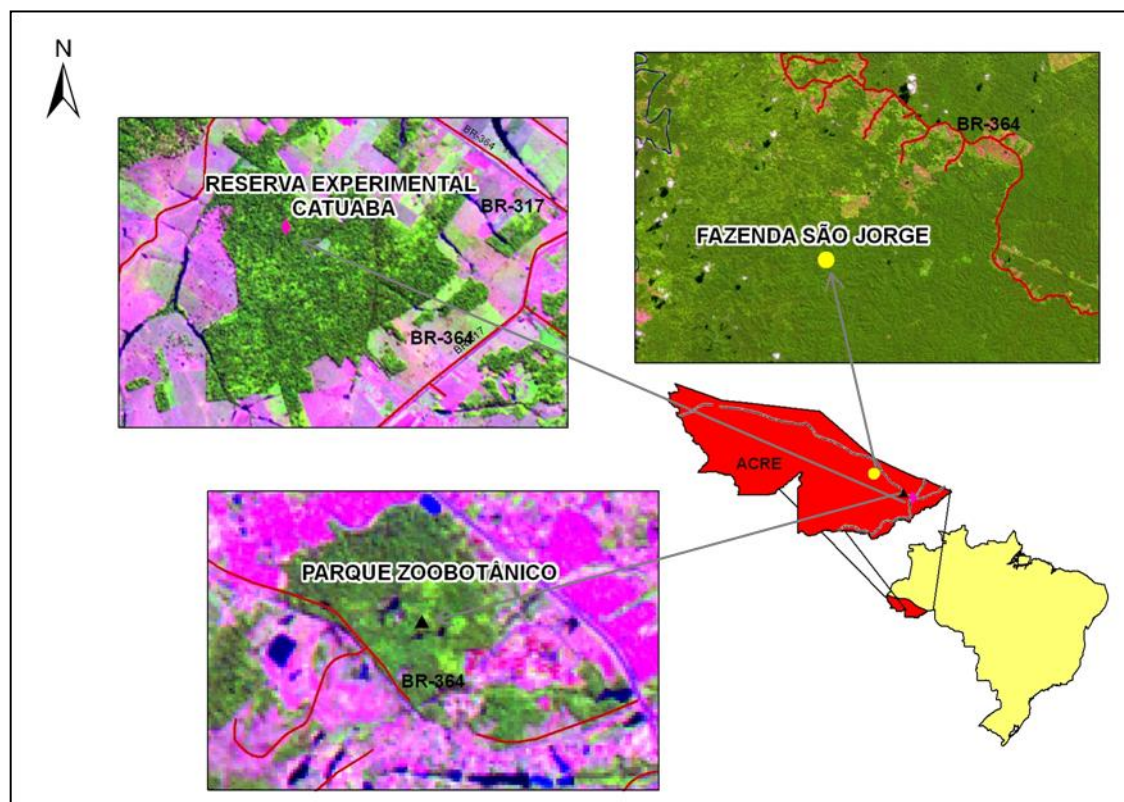 N
RESERVA EXPERIMENTAL
CATUABA
BR-364
BR-317
BR-364
BR-317
BR-364
FAZENDA SÃO JORGE
ACRE
PARQUE ZOOBOTÂNICO
BR-364